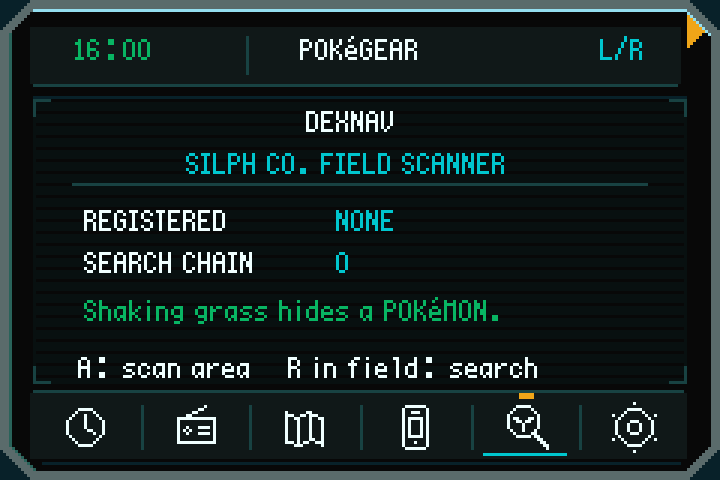 16:00 POKéGEAR L/R
DEXNAV
SILPH CO. FIELD SCANNER
REGISTERED NONE
SEARCH CHAIN 0
Shaking grass hides a POKéMON.
A: scan area R in field: search